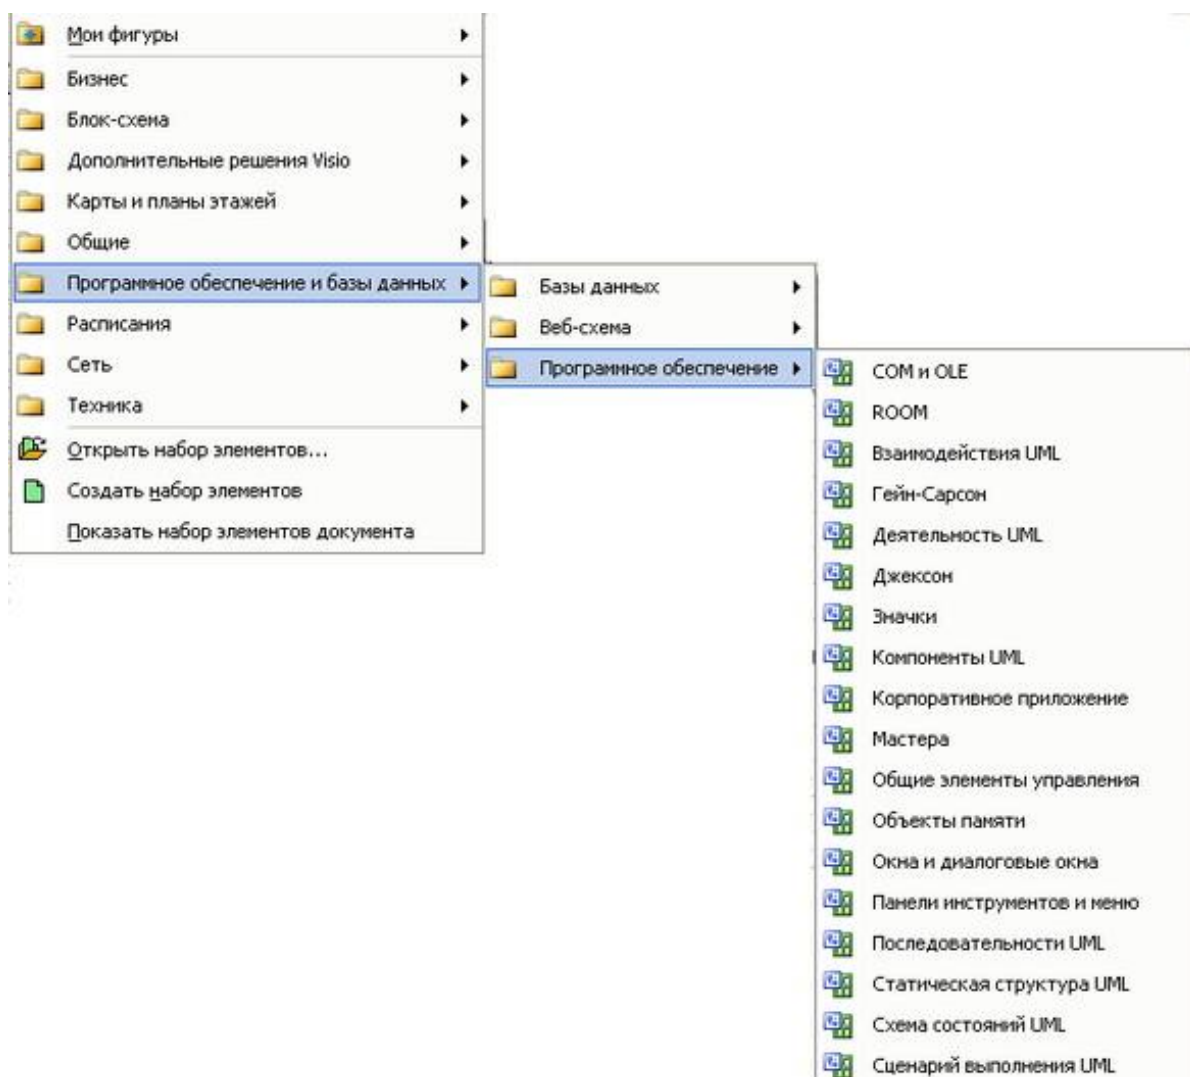 Мои фигуры
Бизнес
Блок-схема
Дополнительные решения Visio
Карты и планы этажей
Общие
Программное обеспечение и базы данных
Расписания
Сеть
Техника
Открыть набор элементов...
Создать набор элементов
Показать набор элементов документа
Базы данных
Веб-схема
Программное обеспечение
COM и OLE
ROOM
Взаимодействия UML
Гейн-Сарсон
Деятельность UML
Джексон
Значки
Компоненты UML
Корпоративное приложение
Мастера
Общие элементы управления
Объекты памяти
Окна и диалоговые окна
Панели инструментов и меню
Последовательности UML
Статическая структура UML
Схема состояний UML
Сценарий выполнения UML